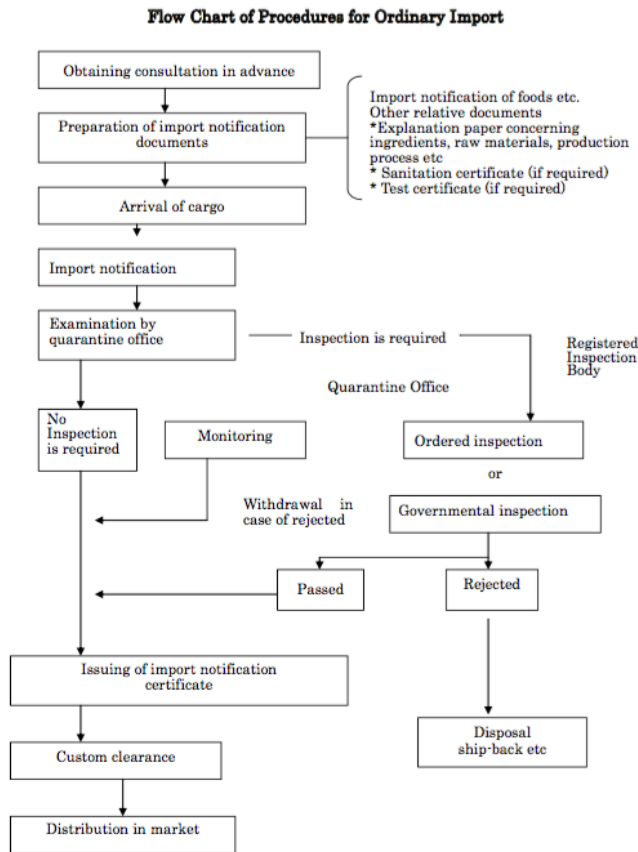 Flow Chart of Procedures for Ordinary Import
Obtaining consultation in advance
Preparation of import notification
documents
Import notification of foods etc.
Other relative documents
*Explanation paper concerning
ingredients, raw materials, production
process etc
* Sanitation certificate (if required)
* Test certificate (if required)
Arrival of cargo
Import notification
Examination by
quarantine office
Inspection is required
Registered
Inspection
Body
Quarantine Office
No
Inspection
is required
Monitoring
Ordered inspection
or
Withdrawal in
case of rejected
Governmental inspection
Passed
Rejected
Issuing of import notification
certificate
Disposal
ship-back etc
Custom clearance
Distribution in market